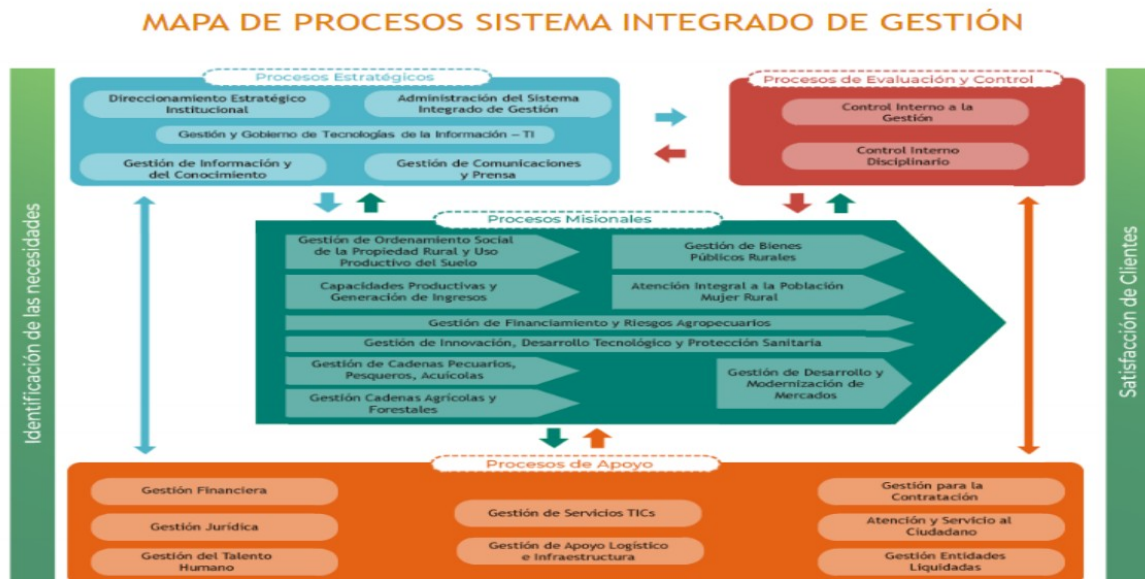 MAPA DE PROCESOS SISTEMA INTEGRADO DE GESTIÓN
Identificación de las necesidades
Procesos Estratégicos
Direccionamiento Estratégico
Institucional
Administración del Sistema
Integrado de Gestión
Gestión y Gobierno de Tecnologías de la Información – TI
Gestión de Información y
del Conocimiento
Gestión de Comunicaciones
y Prensa
Procesos de Evaluación y Control
Control Interno a la
Gestión
Control Interno
Disciplinario
Procesos Misionales
Gestión de Ordenamiento Social
de la Propiedad Rural y Uso
Productivo del Suelo
Gestión de Bienes
Públicos Rurales
Capacidades Productivas y
Generación de Ingresos
Atención Integral a la Población
Mujer Rural
Gestión de Financiamiento y Riesgos Agropecuarios
Gestión de Innovación, Desarrollo Tecnológico y Protección Sanitaria
Gestión de Cadenas Pecuarios,
Pesqueros, Acuícolas
Gestión Cadenas Agrícolas y
Forestales
Gestión de Desarrollo y
Modernización de
Mercados
Procesos de Apoyo
Gestión Financiera
Gestión Jurídica
Gestión del Talento
Humano
Gestión de Servicios TICs
Gestión de Apoyo Logístico
e Infraestructura
Gestión para la
Contratación
Atención y Servicio al
Ciudadano
Gestión Entidades
Liquidadas
Satisfacción de Clientes